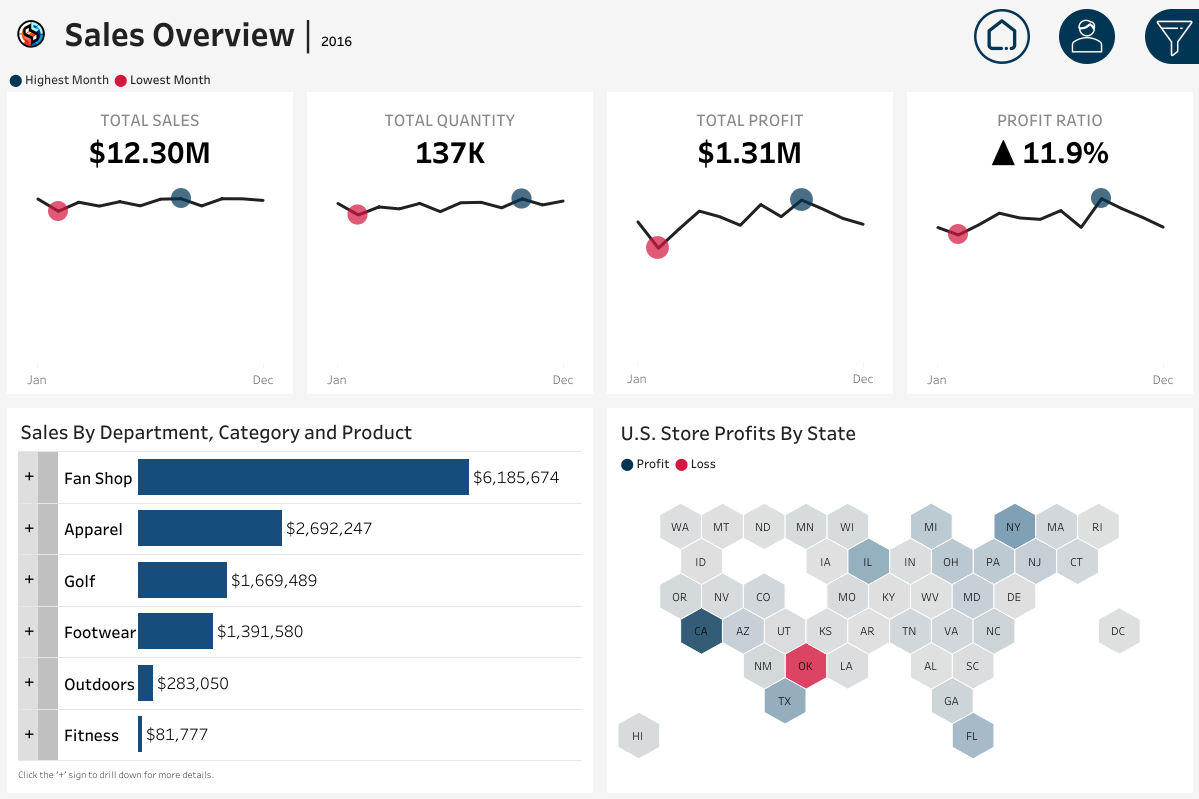 Sales Overview | 2016
Highest Month Lowest Month
TOTAL SALES
$12.30M
Jan Dec
TOTAL QUANTITY
137K
Jan Dec
TOTAL PROFIT
$1.31M
Jan Dec
PROFIT RATIO
▲ 11.9%
Jan Dec
Sales By Department, Category and Product
+ Fan Shop $6,185,674
+ Apparel $2,692,247
+ Golf $1,669,489
+ Footwear $1,391,580
+ Outdoors $283,050
+ Fitness $81,777
Click the '+' sign to drill down for more details.
U.S. Store Profits By State
Profit Loss
WA MT ND MN WI MI NY MA RI
ID IA IL IN OH PA NJ CT
OR NV CO MO KY WV MD DE
CA AZ UT KS AR TN VA NC DC
NM OK LA AL SC
TX GA
HI FL